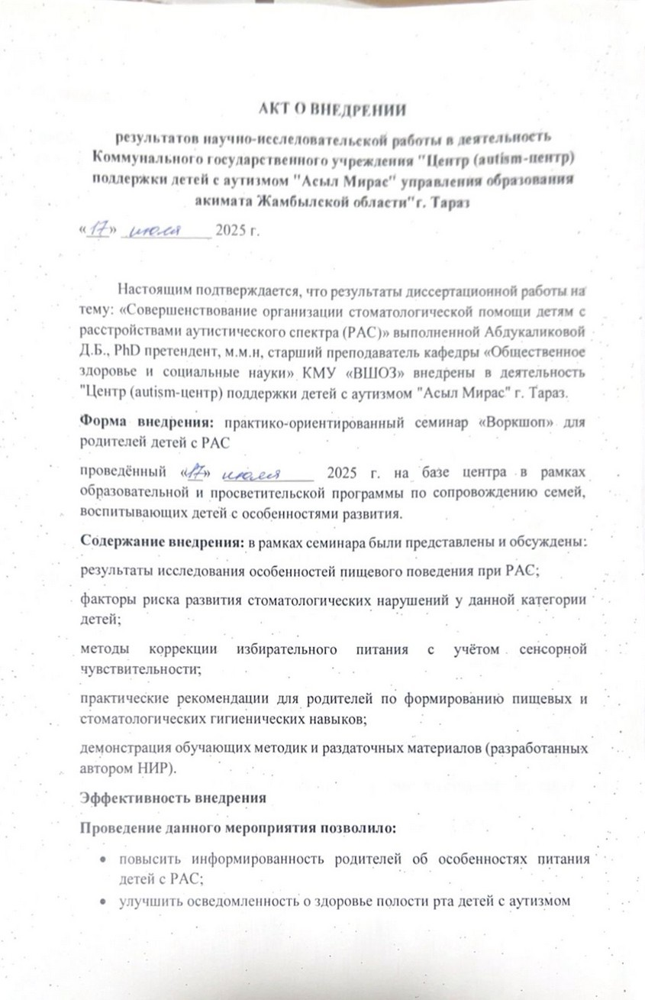 АКТ О ВНЕДРЕНИИ
результатов научно-исследовательской работы в деятельность
Коммунального государственного учреждения "Центр (autism-центр)
поддержки детей с аутизмом "Асыл Мирас" управления образования
акимата Жамбылской области"г. Тараз
«17» июля 2025 г.
Настоящим подтверждается, что результаты диссертационной работы на
тему: «Совершенствование организации стоматологической помощи детям с
расстройствами аутистического спектра (РАС)» выполненной Абдукаликовой
Д.Б., PhD претендент, м.м.н, старший преподаватель кафедры «Общественное
здоровье и социальные науки» КМУ «ВШОЗ» внедрены в деятельность
"Центр (autism-центр) поддержки детей с аутизмом "Асыл Мирас" г. Тараз.
Форма внедрения: практико-ориентированный семинар «Воркшоп» для
родителей детей с РАС
проведённый «17» июля 2025 г. на базе центра в рамках
образовательной и просветительской программы по сопровождению семей,
воспитывающих детей с особенностями развития.
Содержание внедрения: в рамках семинара были представлены и обсуждены:
результаты исследования особенностей пищевого поведения при РАС;
факторы риска развития стоматологических нарушений у данной категории
детей;
методы коррекции избирательного питания с учётом сенсорной
чувствительности;
практические рекомендации для родителей по формированию пищевых и
стоматологических гигиенических навыков;
демонстрация обучающих методик и раздаточных материалов (разработанных
автором НИР).
Эффективность внедрения
Проведение данного мероприятия позволило:
• повысить информированность родителей об особенностях питания
детей с РАС;
• улучшить осведомленность о здоровье полости рта детей с аутизмом